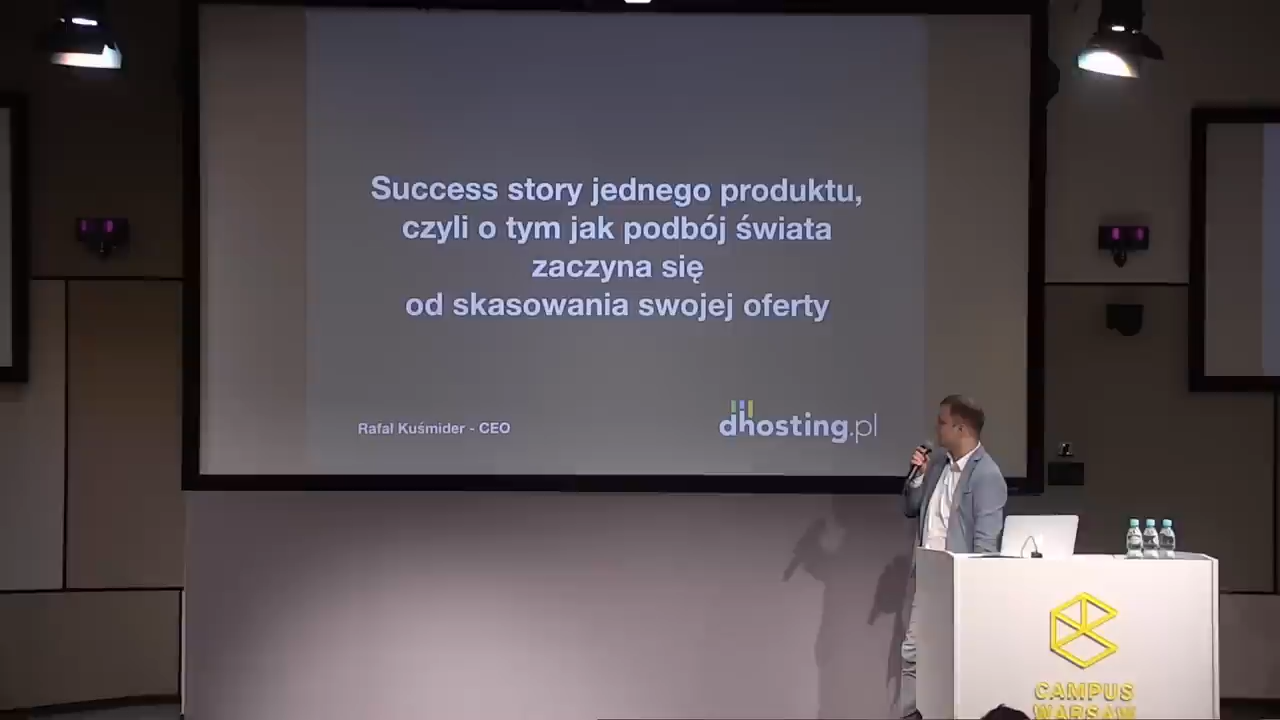 Success story jednego produktu,
czyli o tym jak podbój świata
zaczyna się
od skasowania swojej oferty
Rafał Kuśmider - CEO
dhosting.pl
CAMPUS
WARSAW